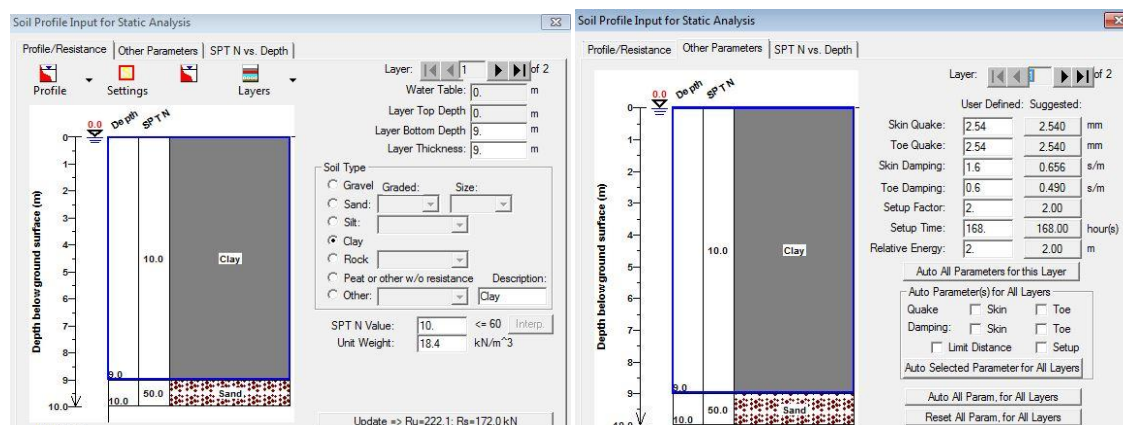 Soil Profile Input for Static Analysis
Profile/Resistance Other Parameters SPT N vs. Depth
Profile Settings Layers
Layer: 1 of 2
Water Table: 0. m
Layer Top Depth 0. m
Layer Bottom Depth 9. m
Layer Thickness: 9. m
Soil Type
Gravel Graded: Size:
Sand:
Silt:
Clay
Rock
Peat or other w/o resistance Description:
Other: Clay
SPT N Value: 10. <= 60 Interp.
Unit Weight: 18.4 kN/m^3
Update => Ru=222.1; Rs=172.0 kN
Depth below ground surface (m)
0.0 Depth SPT N
0
1
2
3
4
5
6
7
8
9
10.0
10.0 Clay
9.0
10.0 50.0 Sand
Soil Profile Input for Static Analysis
Profile/Resistance Other Parameters SPT N vs. Depth
Layer: 1 of 2
User Defined: Suggested:
Skin Quake: 2.54 2.540 mm
Toe Quake: 2.54 2.540 mm
Skin Damping: 1.6 0.656 s/m
Toe Damping: 0.6 0.490 s/m
Setup Factor: 2. 2.00
Setup Time: 168. 168.00 hour(s)
Relative Energy: 2. 2.00 m
Auto All Parameters for this Layer
Auto Parameter(s) for All Layers
Quake Skin Toe
Damping: Skin Toe
Limit Distance Setup
Auto Selected Parameter for All Layers
Auto All Param, for All Layers
Reset All Param, for All Layers
Depth below ground surface (m)
0.0 Depth SPT N
0
1
2
3
4
5
6
7
8
9
10.0
10.0 Clay
9.0
10.0 50.0 Sand